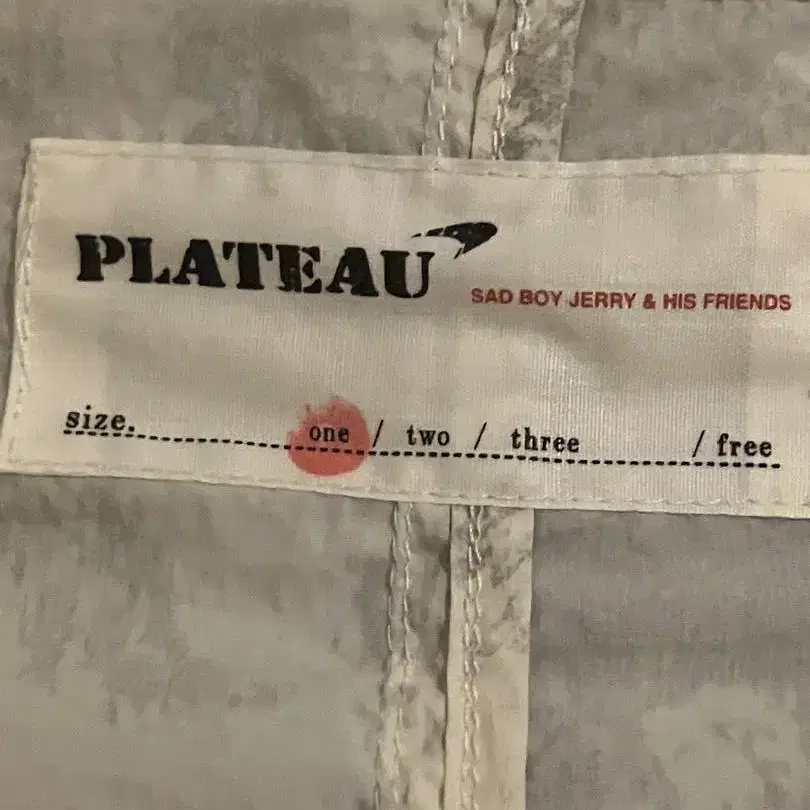 PLATEAU
SAD BOY JERRY & HIS FRIENDS
size. one / two / three / free